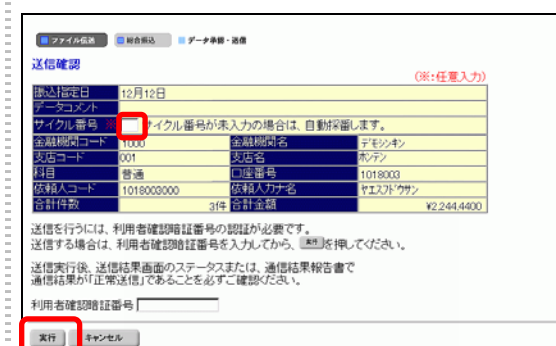 ファイル伝送 総合振込 データ承認・送信
送信確認
(※:任意入力)
振込指定日 12月12日
データコメント
サイクル番号 ※ サイクル番号が未入力の場合は、自動採番します。
金融機関コード 1000 金融機関名 デモシンキン
支店コード 001 支店名 ホンテン
科目 普通 口座番号 1018003
依頼人コード 1018003000 依頼人カナ名 ヤエスフドウサン
合計件数 3件 合計金額 ¥2,244,4400
送信を行うには、利用者確認暗証番号の認証が必要です。
送信する場合は、利用者確認暗証番号を入力してから、 実行 を押してください。
送信実行後、送信結果画面のステータスまたは、通信結果報告書で
通信結果が「正常送信」であることを必ずご確認ください。
利用者確認暗証番号
実行 キャンセル